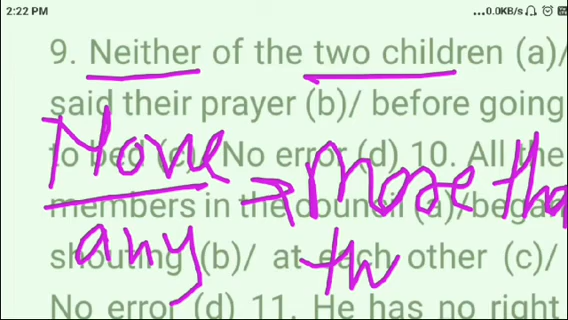 2:22 PM ...0.0KB/s
9. Neither of the two children (a)/
said their prayer (b)/ before going
None
to bed (c)/ No error (d) 10. All the
→ more tha
members in the council (a)/began
any
shouting (b)/ at each other (c)/
tw
No error (d) 11. He has no right